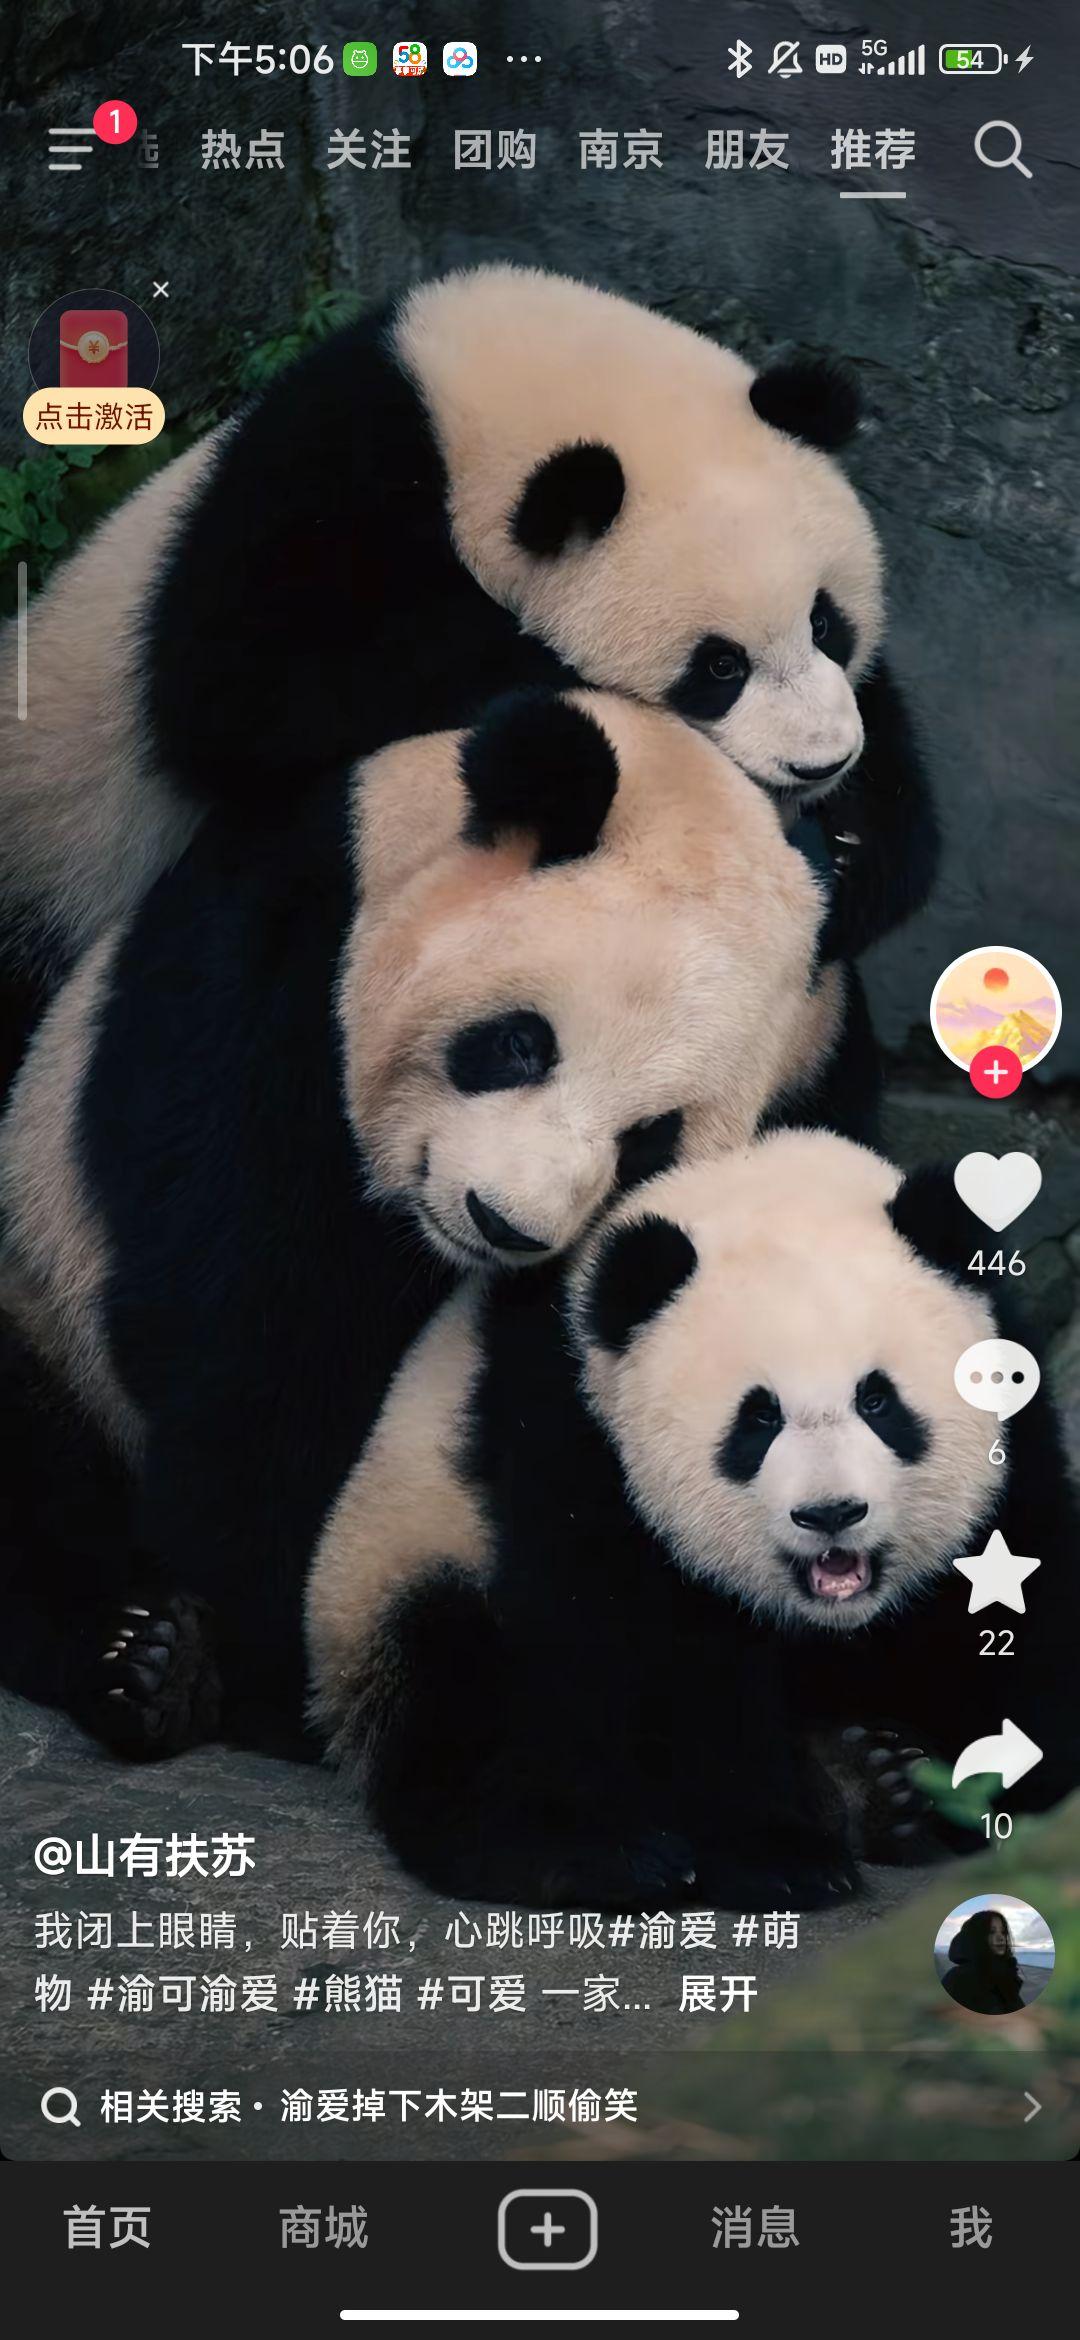 下午5:06
HD 5G 54
1
热点 关注 团购 南京 朋友 推荐
点击激活
446
6
22
10
@山有扶苏
我闭上眼睛，贴着你，心跳呼吸#渝爱 #萌
物 #渝可渝爱 #熊猫 #可爱 一家... 展开
相关搜索· 渝爱掉下木架二顺偷笑
首页 商城 消息 我